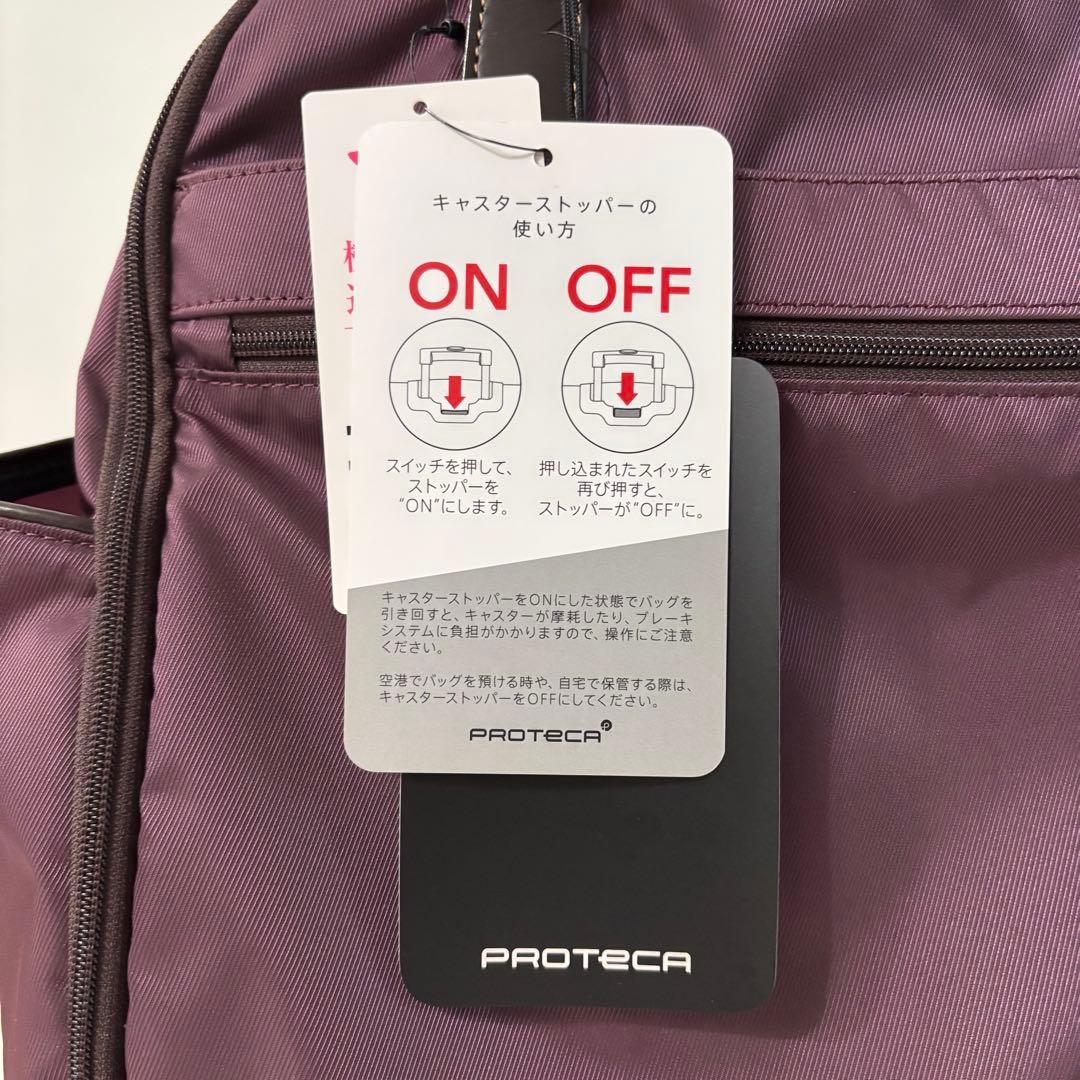 キャスターストッパーの
使い方
ON OFF
スイッチを押して、
ストッパーを
“ON”にします。
押し込まれたスイッチを
再び押すと、
ストッパーが“OFF”に。
キャスターストッパーをONにした状態でバッグを
引き回すと、キャスターが摩耗したり、ブレーキ
システムに負担がかかりますので、操作にご注意
ください。
空港でバッグを預ける時や、自宅で保管する際は、
キャスターストッパーをOFFにしてください。
PROTECA
PROTECA